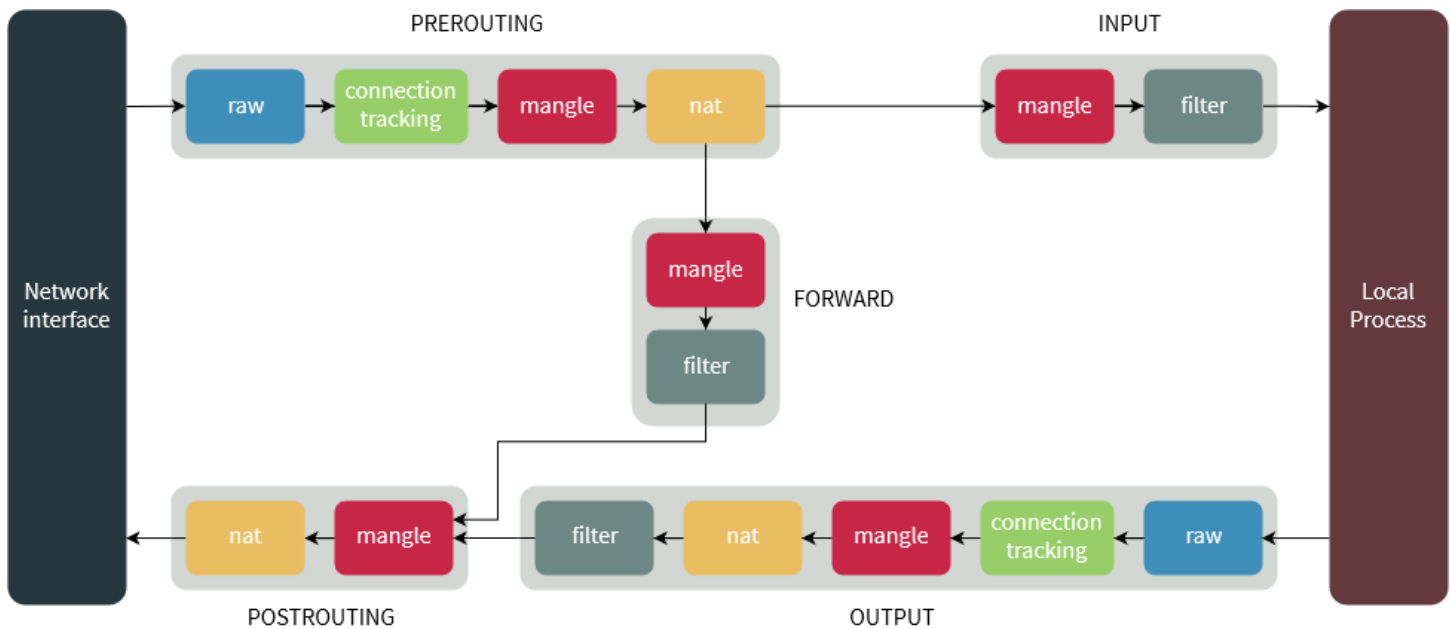 PREROUTING
INPUT
raw
connection
tracking
mangle
nat
mangle
filter
Network
interface
mangle
FORWARD
filter
Local
Process
nat
mangle
filter
nat
mangle
connection
tracking
raw
POSTROUTING
OUTPUT